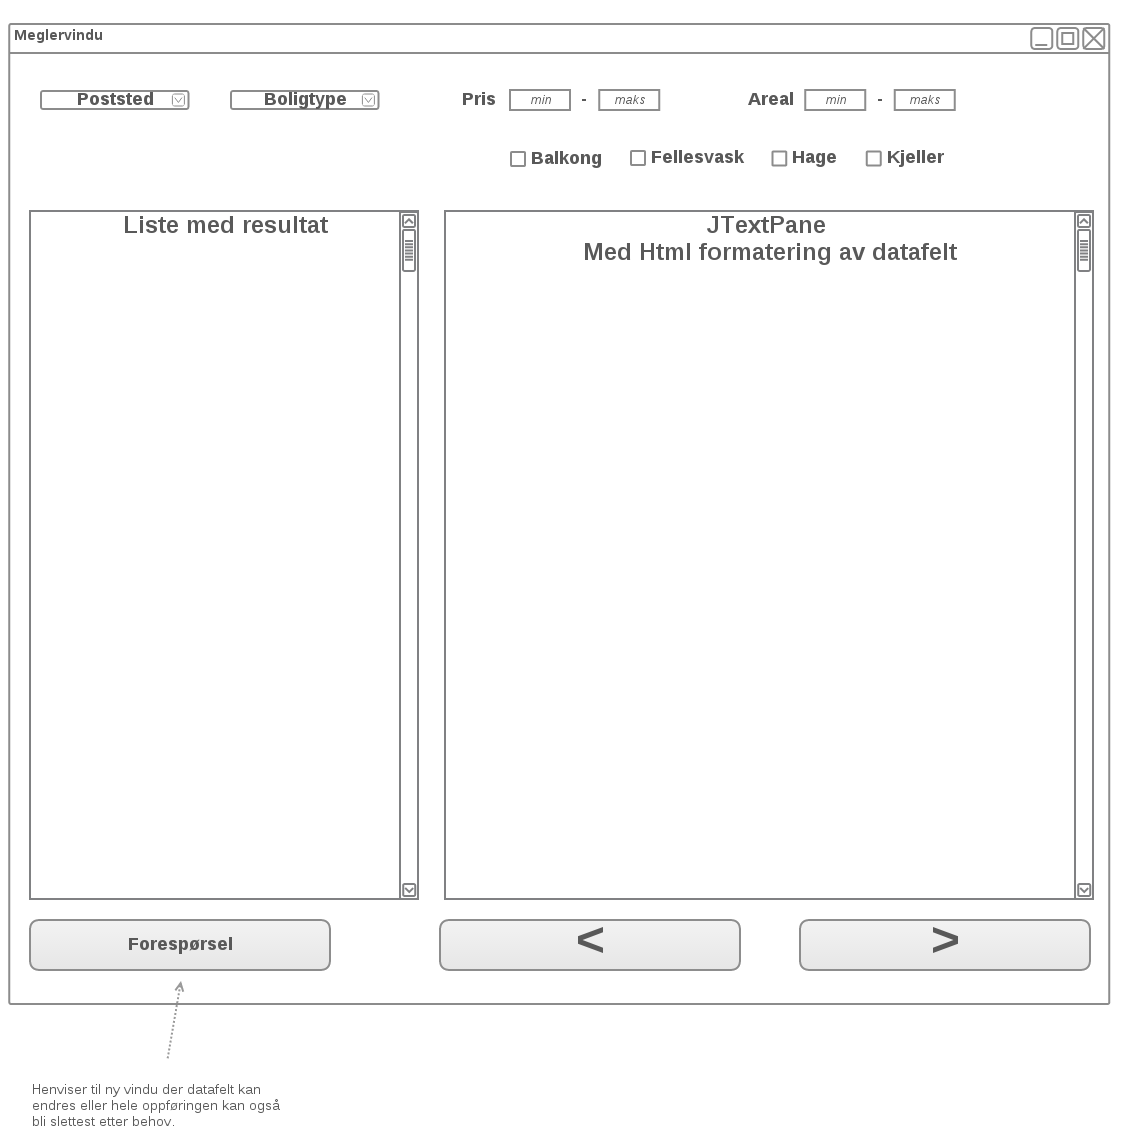 Meglervindu
Poststed Boligtype Pris min - maks Areal min - maks
Balkong Fellesvask Hage Kjeller
Liste med resultat
JTextPane
Med Html formatering av datafelt
Forespørsel < >
Henviser til ny vindu der datafelt kan
endres eller hele oppføringen kan også
bli slettest etter behov.